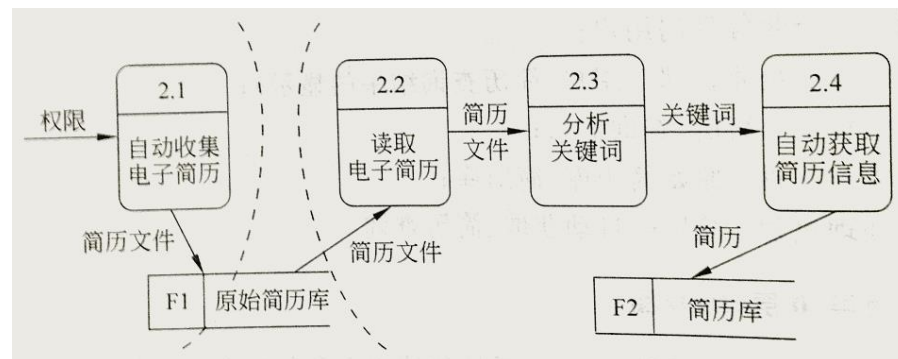 权限
2.1
自动收集
电子简历
简历文件
F1
原始简历库
2.2
读取
电子简历
简历文件
简历
文件
2.3
分析
关键词
关键词
2.4
自动获取
简历信息
简历
F2
简历库